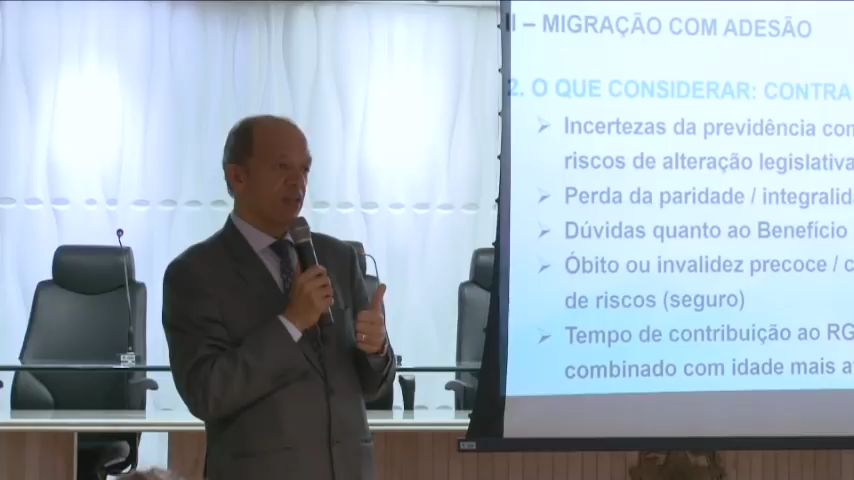 II – MIGRAÇÃO COM ADESÃO
2. O QUE CONSIDERAR: CONTRA
Incertezas da previdência com
riscos de alteração legislativa
Perda da paridade / integralid
Dúvidas quanto ao Benefício
Óbito ou invalidez precoce / c
de riscos (seguro)
Tempo de contribuição ao RG
combinado com idade mais a